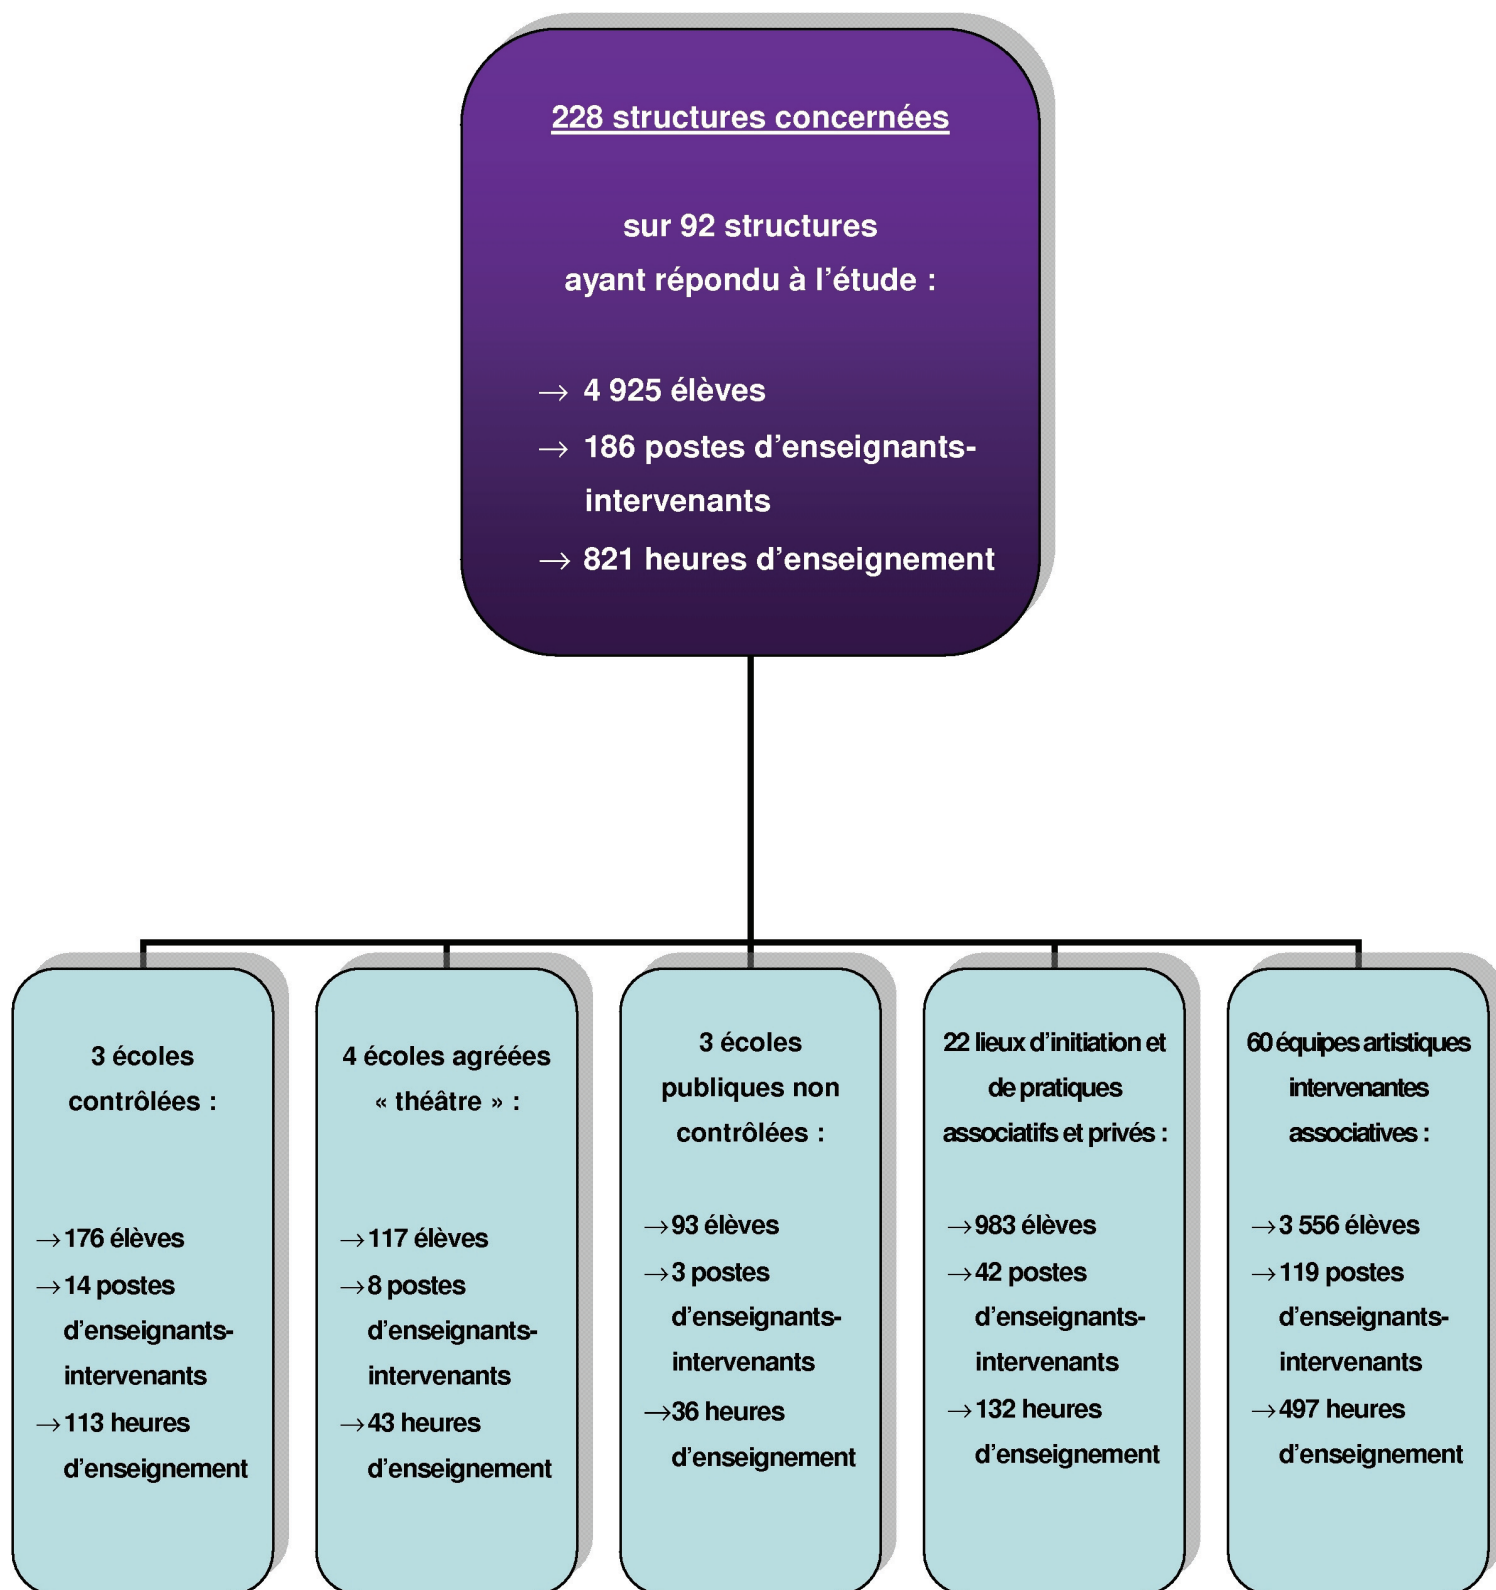 228 structures concernées
sur 92 structures
ayant répondu à l’étude :
→ 4 925 élèves
→ 186 postes d’enseignants-
intervenants
→ 821 heures d’enseignement
3 écoles
contrôlées :
→176 élèves
→14 postes
d’enseignants-
intervenants
→113 heures
d’enseignement
4 écoles agréées
« théâtre » :
→117 élèves
→8 postes
d’enseignants-
intervenants
→43 heures
d’enseignement
3 écoles
publiques non
contrôlées :
→93 élèves
→3 postes
d’enseignants-
intervenants
→36 heures
d’enseignement
22 lieux d’initiation et
de pratiques
associatifs et privés :
→983 élèves
→42 postes
d’enseignants-
intervenants
→132 heures
d’enseignement
60 équipes artistiques
intervenantes
associatives :
→3 556 élèves
→119 postes
d’enseignants-
intervenants
→497 heures
d’enseignement